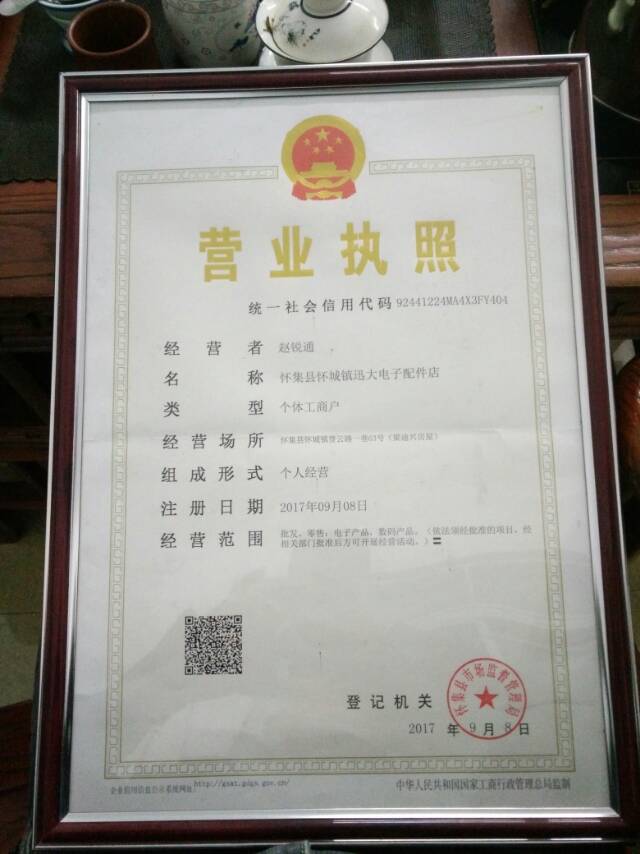 营业执照
统一社会信用代码 92441224MA4X3FY404
经营者 赵锐通
名称 怀集县怀城镇迅大电子配件店
类型 个体工商户
经营场所 怀集县怀城镇登云路一巷63号（梁迪兴房屋）
组成形式 个人经营
注册日期 2017年09月08日
经营范围 批发、零售：电子产品、数码产品。（依法须经批准的项目，经
相关部门批准后方可开展经营活动。）〓
怀集县市场监督管理局
登记机关
2017 年 9 月 8 日
企业信用信息公示系统网址：http://gsxt.gdgs.gov.cn/
中华人民共和国国家工商行政管理总局监制